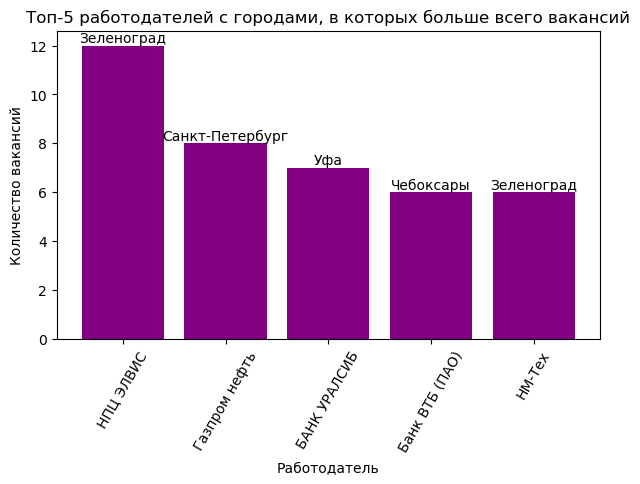 Топ-5 работодателей с городами, в которых больше всего вакансий
Количество вакансий
12
10
8
6
4
2
0
Зеленоград
Санкт-Петербург
Уфа
Чебоксары
Зеленоград
НПЦ ЭЛВИС
Газпром нефть
БАНК УРАЛСИБ
Банк ВТБ (ПАО)
НМ-Тех
Работодатель